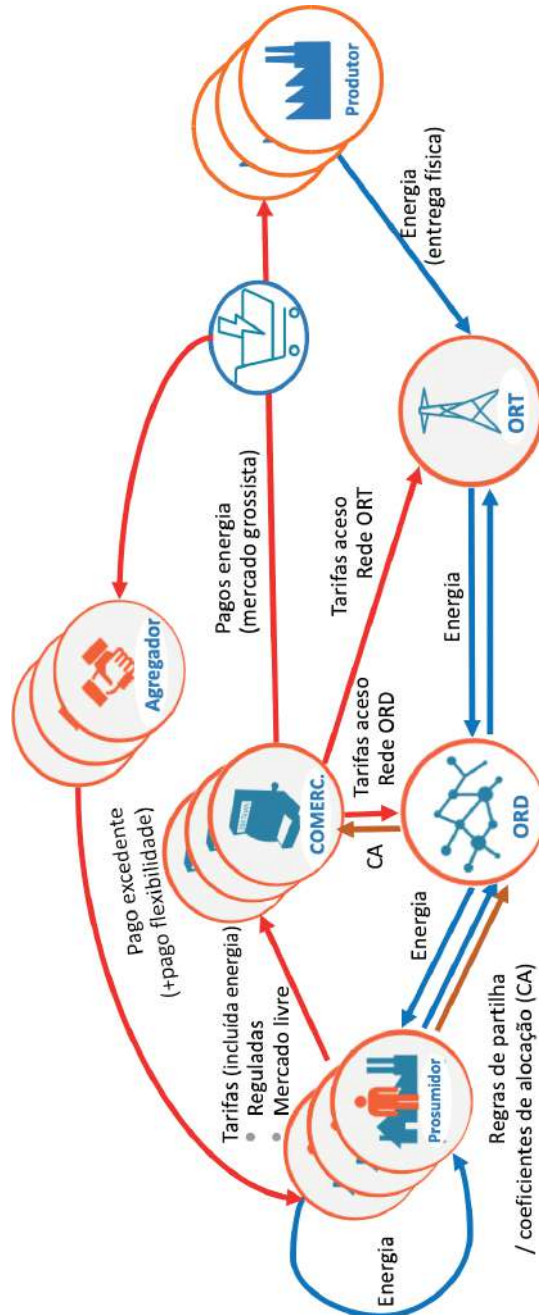 Produtor
Energia
(entrega física)
ORT
Agregador
Pagos energia
(mercado grossista)
Tarifas aceso
Rede ORT
Energia
Pago excedente
(+pago flexibilidade)
COMERC.
Tarifas aceso
Rede ORD
CA
ORD
Tarifas (incluída energia)
Reguladas
Mercado livre
Energia
Prosumidor
Regras de partilha
/ coeficientes de alocação (CA)
Energia